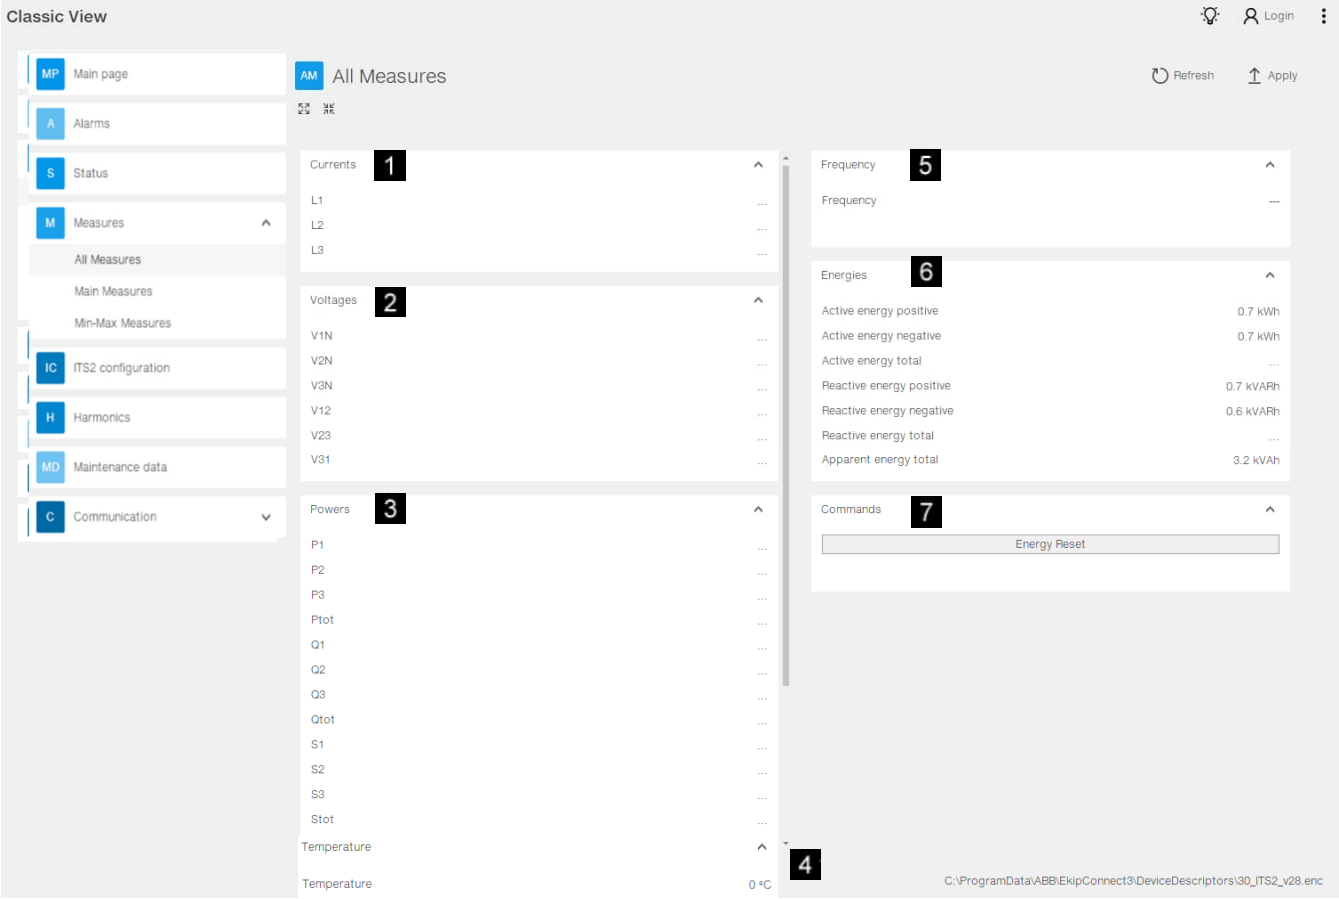 Classic View
Login
MP Main page
A Alarms
S Status
M Measures
All Measures
Main Measures
Min-Max Measures
IC ITS2 configuration
H Harmonics
MD Maintenance data
C Communication
AM All Measures
Refresh
Apply
Currents 1
L1 ...
L2 ...
L3 ...
Voltages 2
V1N ...
V2N ...
V3N ...
V12 ...
V23 ...
V31 ...
Powers 3
P1 ...
P2 ...
P3 ...
Ptot ...
Q1 ...
Q2 ...
Q3 ...
Qtot ...
S1 ...
S2 ...
S3 ...
Stot ...
Temperature 4
Temperature 0 °C
Frequency 5
Frequency ---
Energies 6
Active energy positive 0.7 kWh
Active energy negative 0.7 kWh
Active energy total ...
Reactive energy positive 0.7 kVARh
Reactive energy negative 0.6 kVARh
Reactive energy total ...
Apparent energy total 3.2 kVAh
Commands 7
Energy Reset
C:\ProgramData\ABB\EkipConnect3\DeviceDescriptors\30_ITS2_v28.enc